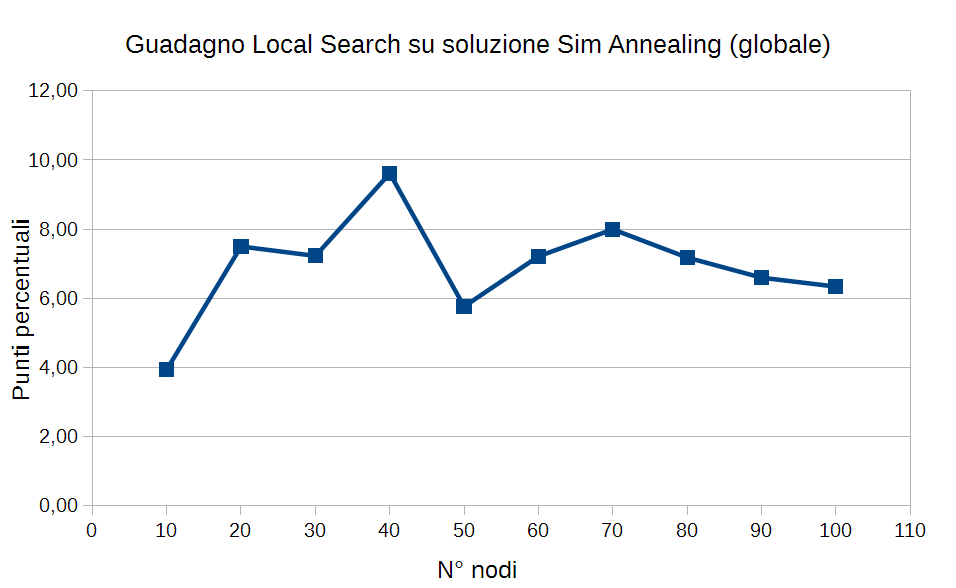 Guadagno Local Search su soluzione Sim Annealing (globale)
12,00
10,00
8,00
6,00
4,00
2,00
0,00
Punti percentuali
0 10 20 30 40 50 60 70 80 90 100 110
N° nodi